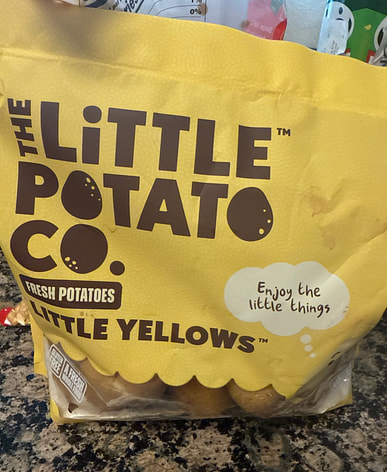 THE
LiTTLE™
POTATO
CO.
FRESH POTATOES
LITTLE YELLOWS™
Enjoy the
little things